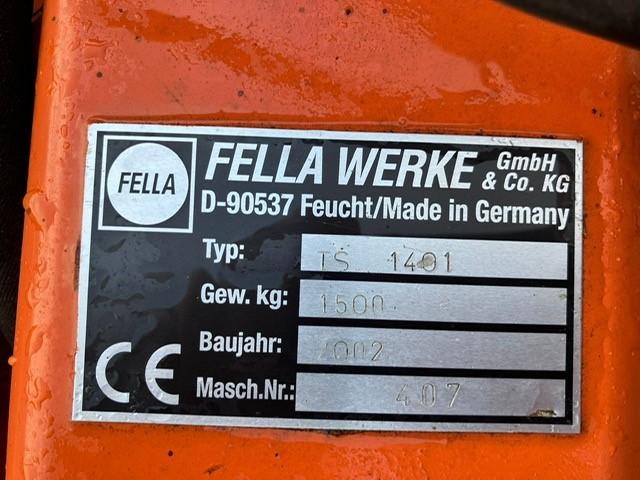 FELLA
FELLA WERKE GmbH & Co. KG
D-90537 Feucht/Made in Germany
Typ: TS 1401
Gew. kg: 1500
Baujahr: 2002
Masch.Nr.: 407
CE